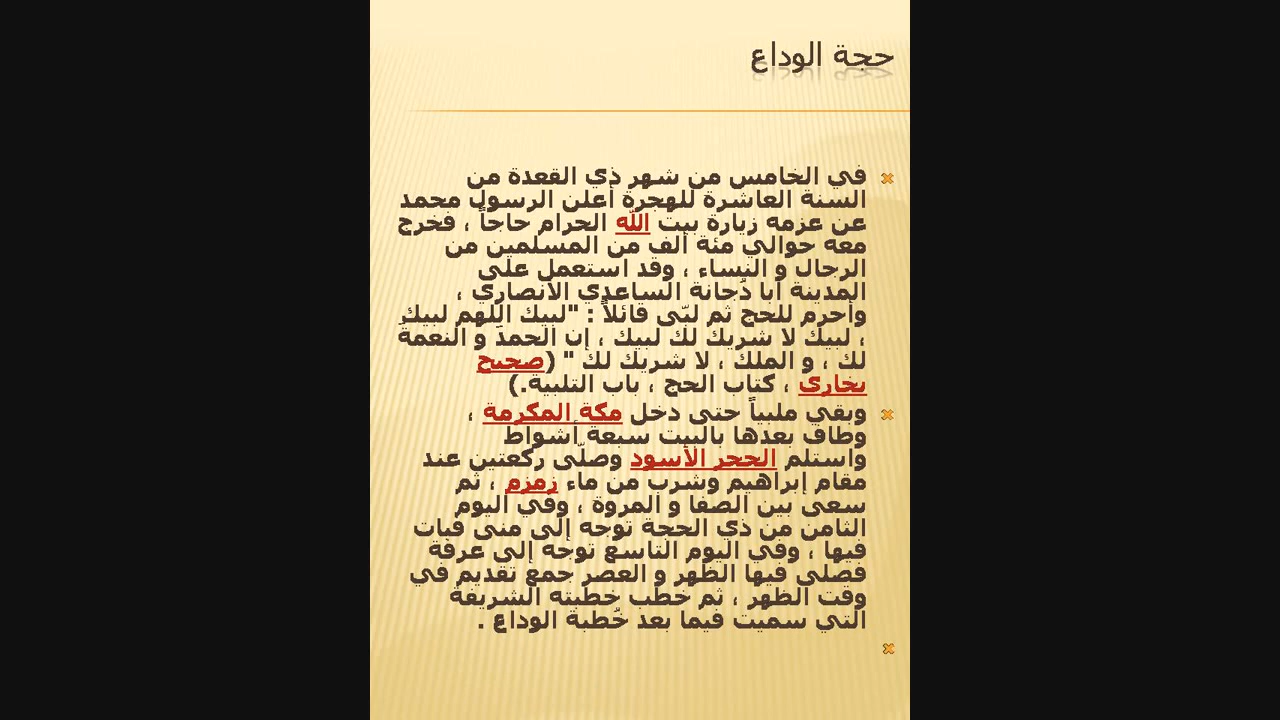 حجة الوداع
في الخامس من شهر ذي القعدة من
السنة العاشرة للهجرة أعلن الرسول محمد
عن عزمه زيارة بيت الله الحرام حاجاً ، فخرج
معه حوالي مئة ألف من المسلمين من
الرجال و النساء ، وقد استعمل على
المدينة أبا دُجانة الساعدي الأنصاري ،
وأحرم للحج ثم لبّى قائلاً : "لبيك اللهم لبيك
، لبيك لا شريك لك لبيك ، إن الحمدَ و النعمةَ
لك ، و الملك ، لا شريك لك " (صحيح
بخارى ، كتاب الحج ، باب التلبية.)
وبقي ملبياً حتى دخل مكة المكرمة ،
وطاف بعدها بالبيت سبعة أشواط
واستلم الحجر الأسود وصلّى ركعتين عند
مقام إبراهيم وشرب من ماء زمزم ، ثم
سعى بين الصفا و المروة ، وفي اليوم
الثامن من ذي الحجة توجه إلى منى فبات
فيها ، وفي اليوم التاسع توجه إلى عرفة
فصلى فيها الظهر و العصر جمع تقديم في
وقت الظهر ، ثم خطب خطبته الشريفة
التي سميت فيما بعد خُطبة الوداع .